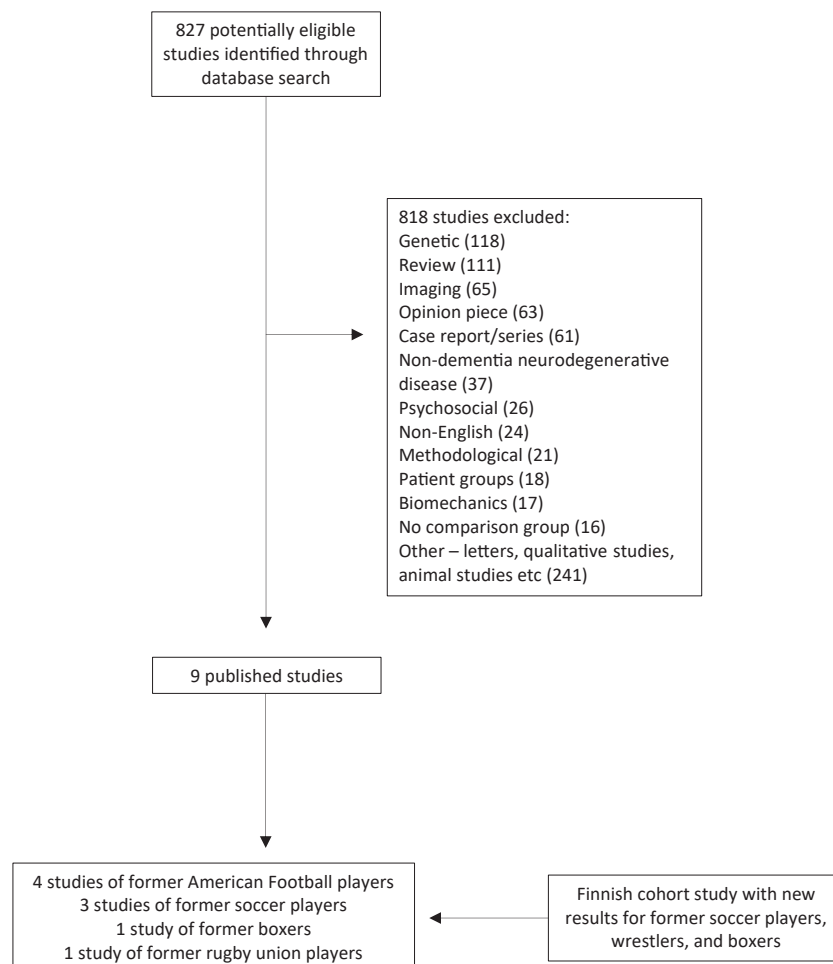 827 potentially eligible
studies identified through
database search
818 studies excluded:
Genetic (118)
Review (111)
Imaging (65)
Opinion piece (63)
Case report/series (61)
Non-dementia neurodegenerative
disease (37)
Psychosocial (26)
Non-English (24)
Methodological (21)
Patient groups (18)
Biomechanics (17)
No comparison group (16)
Other – letters, qualitative studies,
animal studies etc (241)
9 published studies
4 studies of former American Football players
3 studies of former soccer players
1 study of former boxers
1 study of former rugby union players
Finnish cohort study with new
results for former soccer players,
wrestlers, and boxers